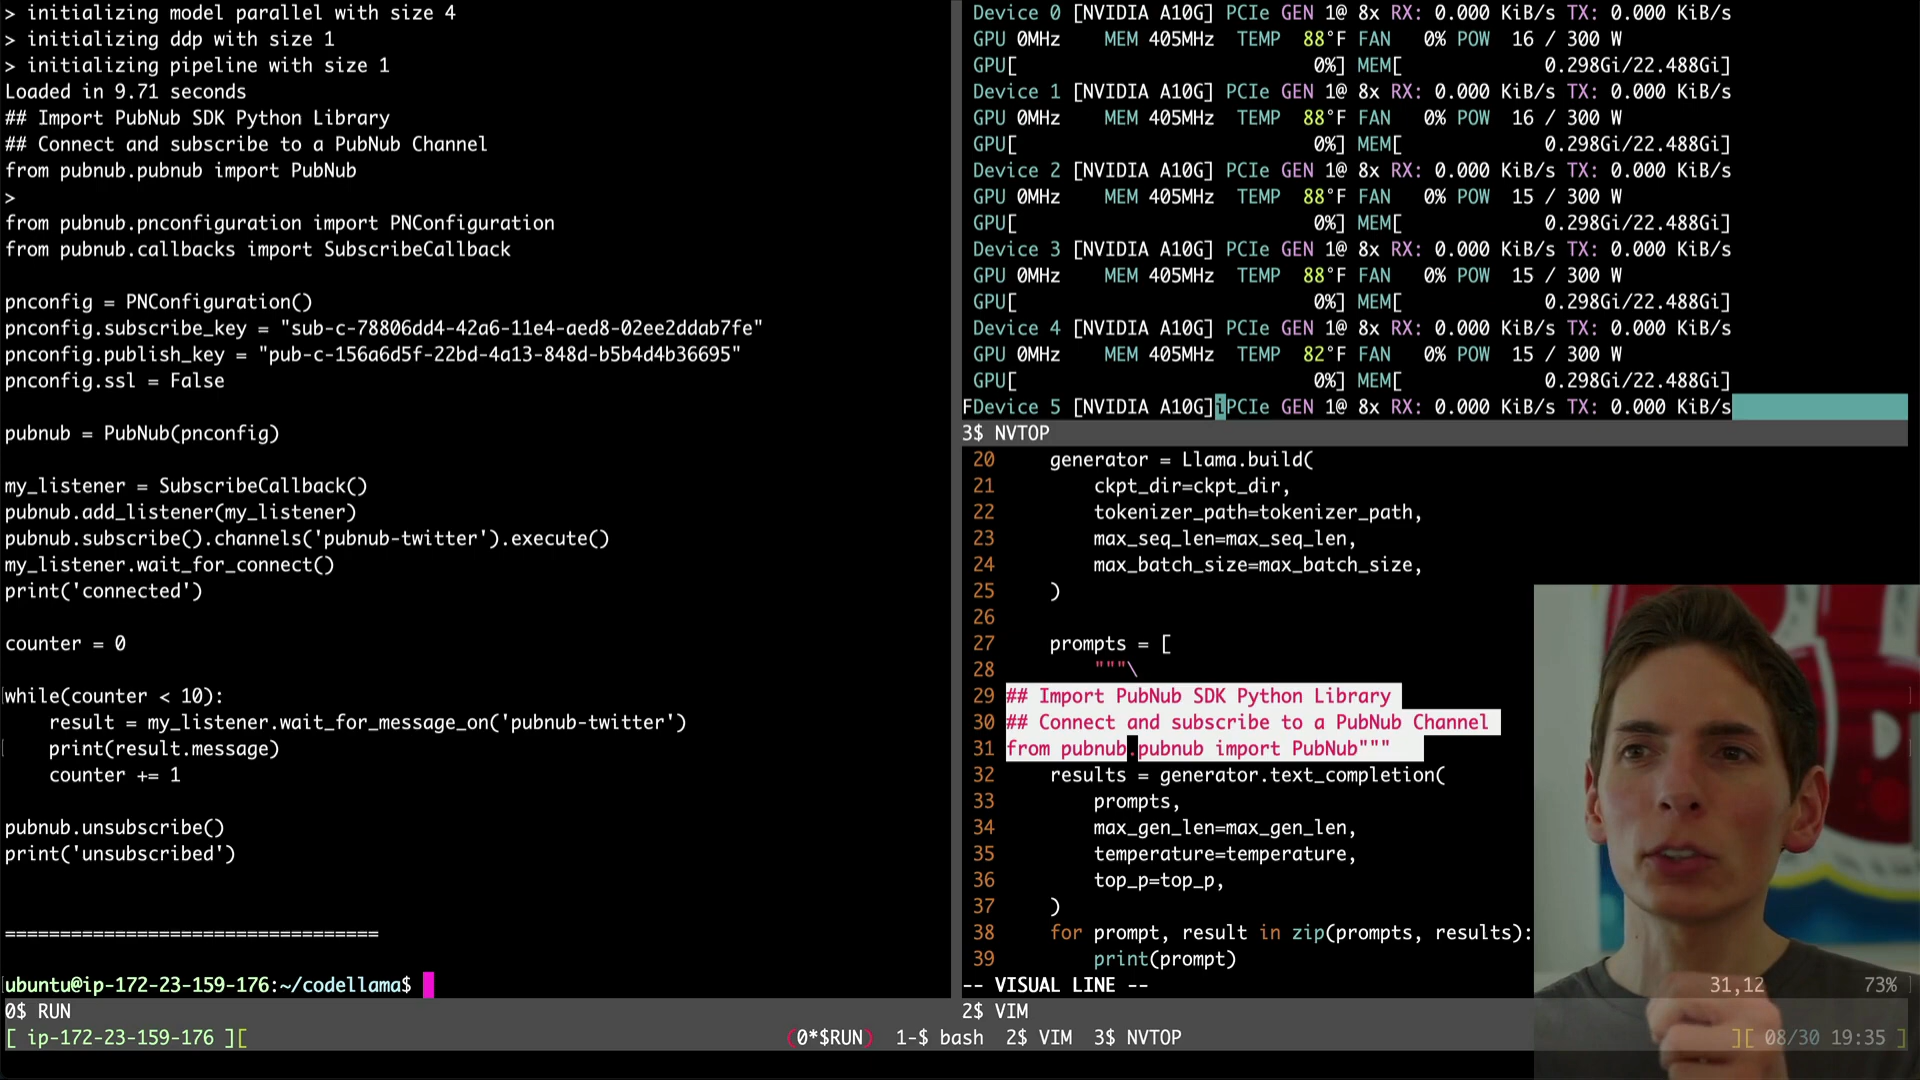 > initializing model parallel with size 4
> initializing ddp with size 1
> initializing pipeline with size 1
Loaded in 9.71 seconds
## Import PubNub SDK Python Library
## Connect and subscribe to a PubNub Channel
from pubnub.pubnub import PubNub
>
from pubnub.pnconfiguration import PNConfiguration
from pubnub.callbacks import SubscribeCallback
pnconfig = PNConfiguration()
pnconfig.subscribe_key = "sub-c-78806dd4-42a6-11e4-aed8-02ee2ddab7fe"
pnconfig.publish_key = "pub-c-156a6d5f-22bd-4a13-848d-b5b4d4b36695"
pnconfig.ssl = False
pubnub = PubNub(pnconfig)
my_listener = SubscribeCallback()
pubnub.add_listener(my_listener)
pubnub.subscribe().channels('pubnub-twitter').execute()
my_listener.wait_for_connect()
print('connected')
counter = 0
while(counter < 10):
    result = my_listener.wait_for_message_on('pubnub-twitter')
    print(result.message)
    counter += 1
pubnub.unsubscribe()
print('unsubscribed')
==================================
ubuntu@ip-172-23-159-176:~/codellama$
0$ RUN
Device 0 [NVIDIA A10G] PCIe GEN 1@ 8x RX: 0.000 KiB/s TX: 0.000 KiB/s
GPU 0MHz    MEM 405MHz  TEMP  88°F FAN   0% POW  16 / 300 W
GPU[                           0%] MEM[             0.298Gi/22.488Gi]
Device 1 [NVIDIA A10G] PCIe GEN 1@ 8x RX: 0.000 KiB/s TX: 0.000 KiB/s
GPU 0MHz    MEM 405MHz  TEMP  88°F FAN   0% POW  16 / 300 W
GPU[                           0%] MEM[             0.298Gi/22.488Gi]
Device 2 [NVIDIA A10G] PCIe GEN 1@ 8x RX: 0.000 KiB/s TX: 0.000 KiB/s
GPU 0MHz    MEM 405MHz  TEMP  88°F FAN   0% POW  15 / 300 W
GPU[                           0%] MEM[             0.298Gi/22.488Gi]
Device 3 [NVIDIA A10G] PCIe GEN 1@ 8x RX: 0.000 KiB/s TX: 0.000 KiB/s
GPU 0MHz    MEM 405MHz  TEMP  88°F FAN   0% POW  15 / 300 W
GPU[                           0%] MEM[             0.298Gi/22.488Gi]
Device 4 [NVIDIA A10G] PCIe GEN 1@ 8x RX: 0.000 KiB/s TX: 0.000 KiB/s
GPU 0MHz    MEM 405MHz  TEMP  82°F FAN   0% POW  15 / 300 W
GPU[                           0%] MEM[             0.298Gi/22.488Gi]
FDevice 5 [NVIDIA A10G]iPCIe GEN 1@ 8x RX: 0.000 KiB/s TX: 0.000 KiB/s
3$ NVTOP
20     generator = Llama.build(
21         ckpt_dir=ckpt_dir,
22         tokenizer_path=tokenizer_path,
23         max_seq_len=max_seq_len,
24         max_batch_size=max_batch_size,
25     )
26
27     prompts = [
28         """\
29 ## Import PubNub SDK Python Library
30 ## Connect and subscribe to a PubNub Channel
31 from pubnub.pubnub import PubNub"""
32     results = generator.text_completion(
33         prompts,
34         max_gen_len=max_gen_len,
35         temperature=temperature,
36         top_p=top_p,
37     )
38     for prompt, result in zip(prompts, results):
39         print(prompt)
-- VISUAL LINE -- 31,12 73%
2$ VIM
[ ip-172-23-159-176 ][ (0*$RUN) 1-$ bash 2$ VIM 3$ NVTOP ][ 08/30 19:35 ]